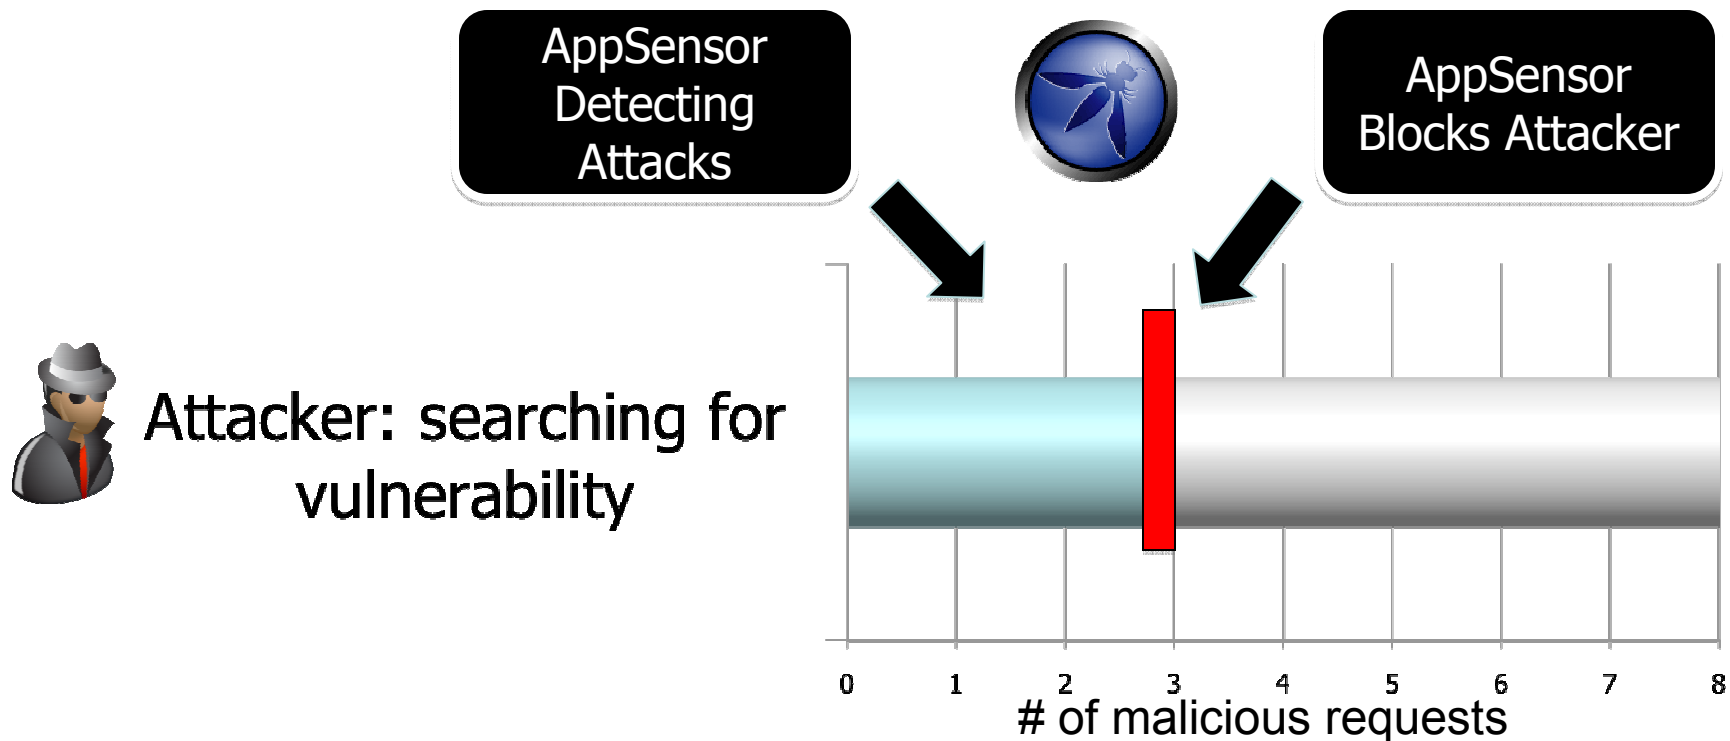 AppSensor
Detecting
Attacks
AppSensor
Blocks Attacker
Attacker: searching for
vulnerability
0 1 2 3 4 5 6 7 8
# of malicious requests